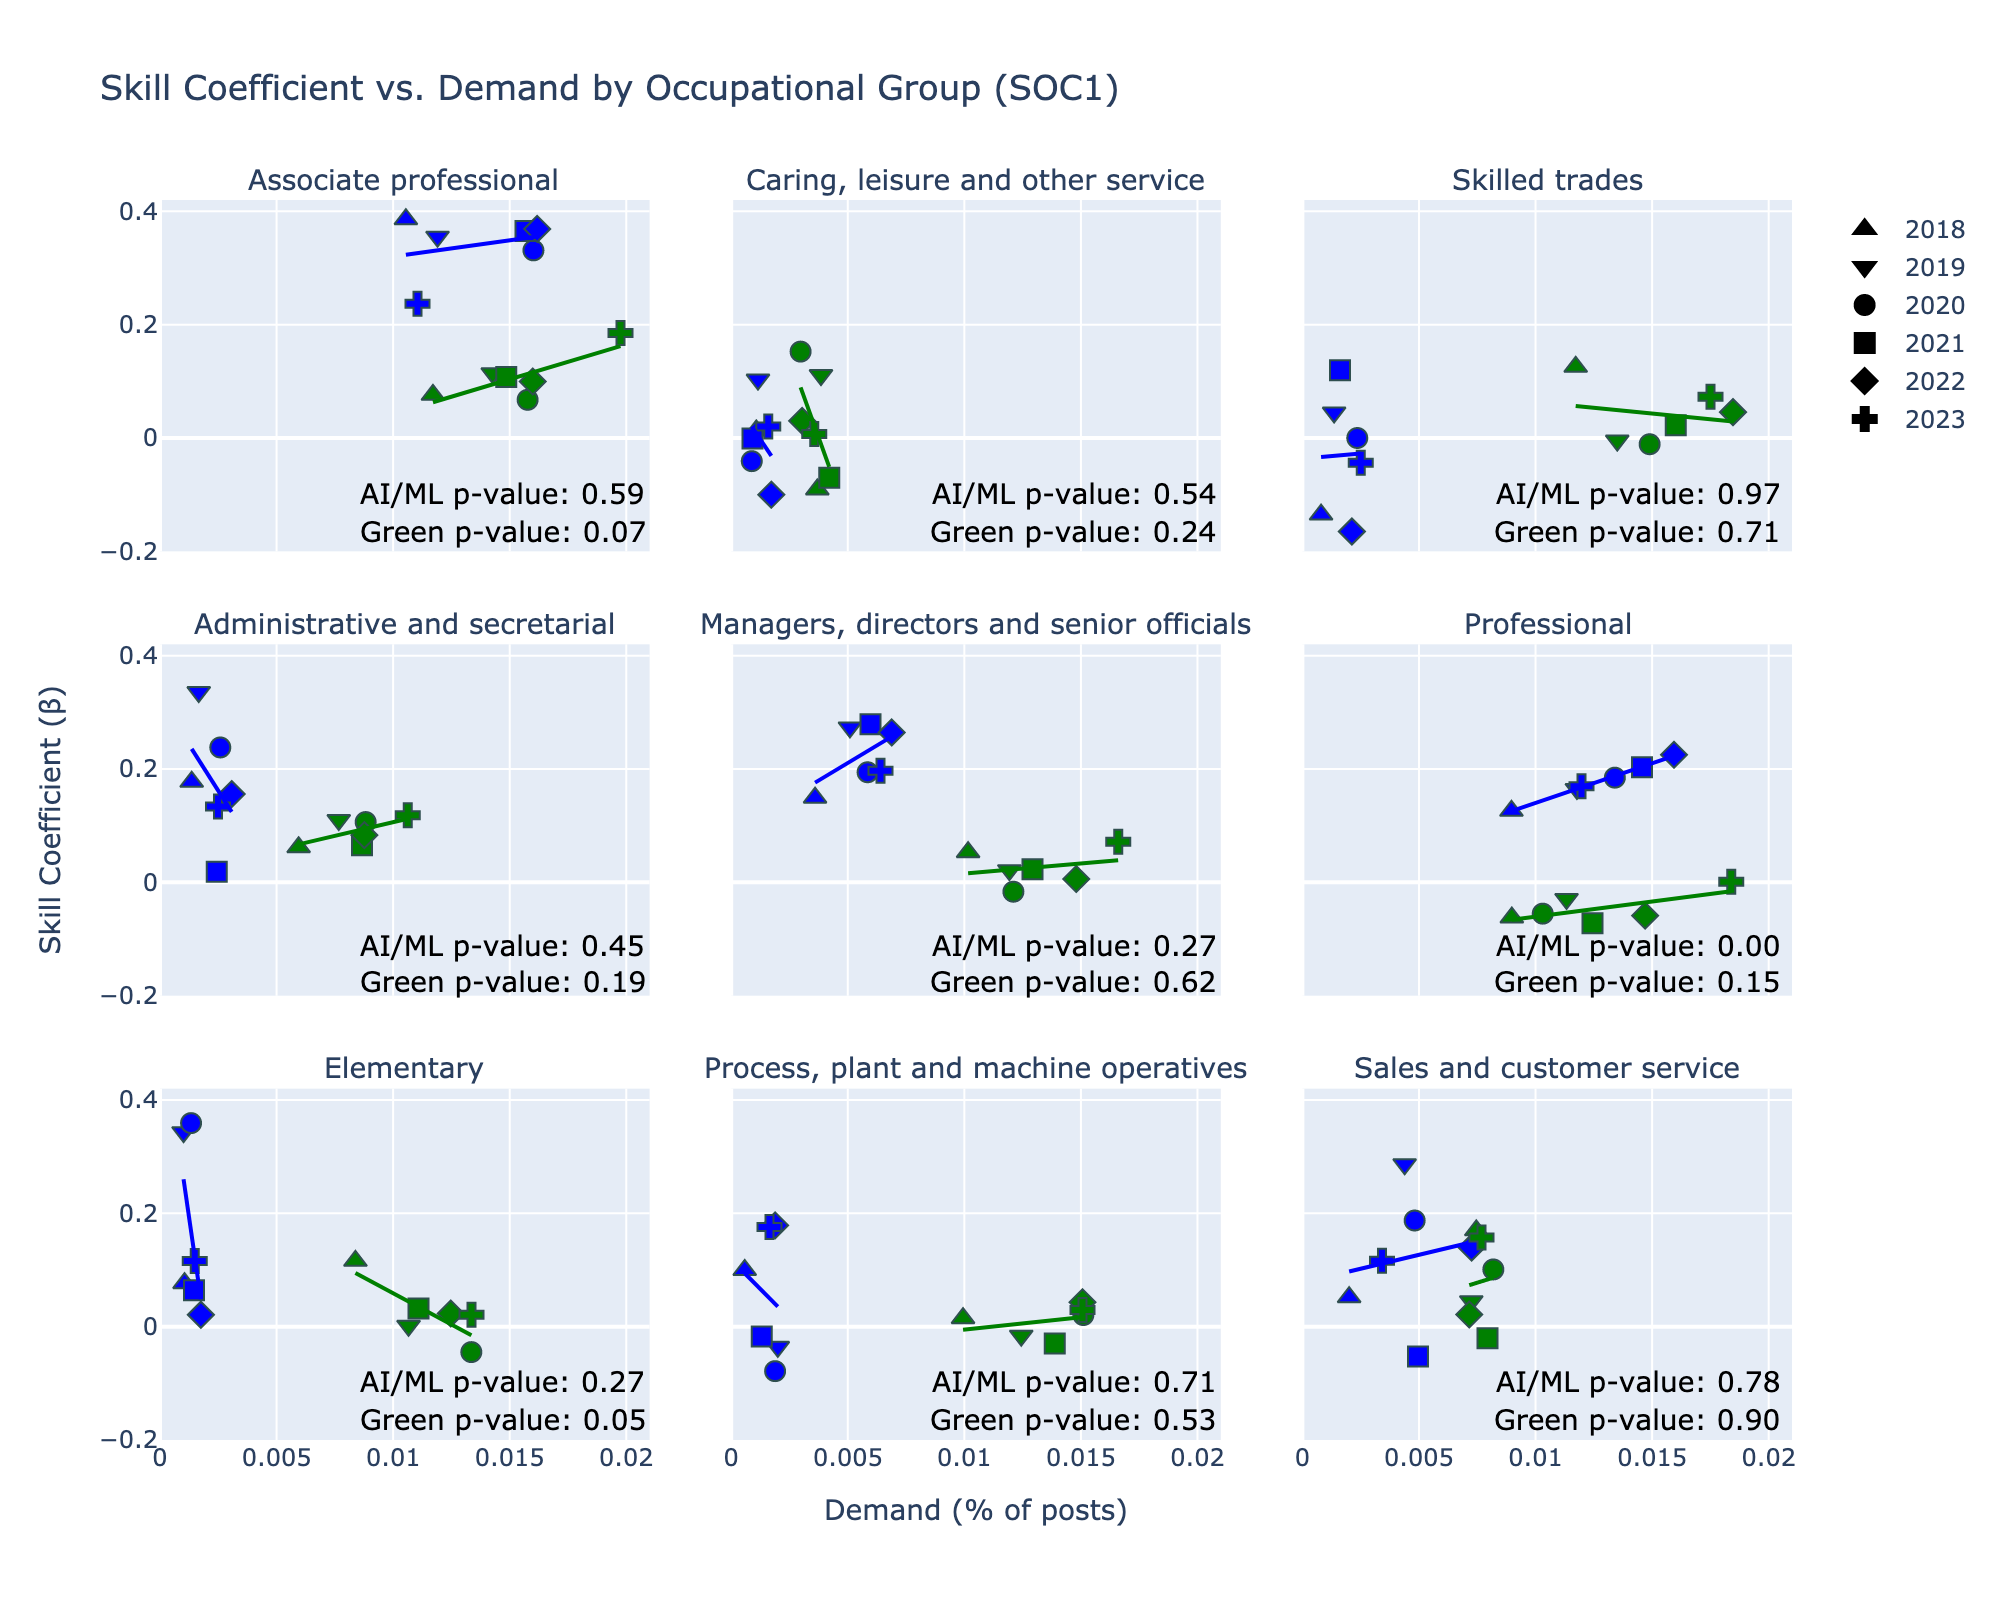 Skill Coefficient vs. Demand by Occupational Group (SOC1)
Associate professional
Caring, leisure and other service
Skilled trades
0.4
0.2
0
−0.2
AI/ML p-value: 0.59
Green p-value: 0.07
AI/ML p-value: 0.54
Green p-value: 0.24
AI/ML p-value: 0.97
Green p-value: 0.71
2018
2019
2020
2021
2022
2023
Administrative and secretarial
Managers, directors and senior officials
Professional
Skill Coefficient (β)
0.4
0.2
0
−0.2
AI/ML p-value: 0.45
Green p-value: 0.19
AI/ML p-value: 0.27
Green p-value: 0.62
AI/ML p-value: 0.00
Green p-value: 0.15
Elementary
Process, plant and machine operatives
Sales and customer service
0.4
0.2
0
−0.2
AI/ML p-value: 0.27
Green p-value: 0.05
AI/ML p-value: 0.71
Green p-value: 0.53
AI/ML p-value: 0.78
Green p-value: 0.90
0 0.005 0.01 0.015 0.02
0 0.005 0.01 0.015 0.02
0 0.005 0.01 0.015 0.02
Demand (% of posts)